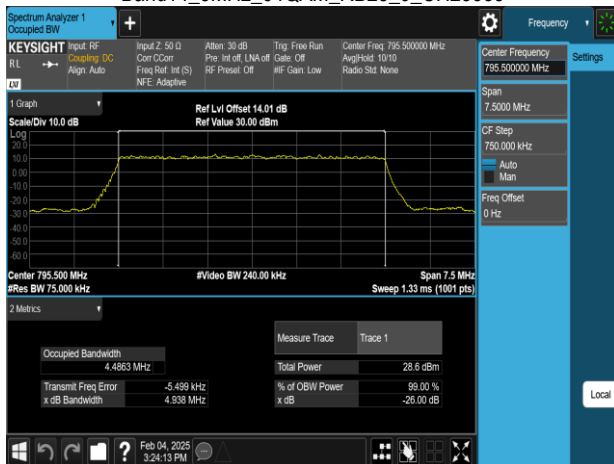 Spectrum Analyzer 1
Occupied BW
+
Frequency
KEYSIGHT
RL
LXI
Input: RF
Coupling: DC
Align: Auto
Input Z: 50 Ω
Corr CCorr
Freq Ref: Int (S)
NFE: Adaptive
Atten: 30 dB
Pre: Int off, LNA off
RF Presel: Off
Trig: Free Run
Gate: Off
#IF Gain: Low
Center Freq: 795.500000 MHz
Avg|Hold: 10/10
Radio Std: None
Center Frequency
795.500000 MHz
Settings
Span
7.5000 MHz
CF Step
750.000 kHz
Auto
Man
Freq Offset
0 Hz
1 Graph
Scale/Div 10.0 dB
Ref Lvl Offset 14.01 dB
Ref Value 30.00 dBm
Log
20.0
10.0
0.00
-10.0
-20.0
-30.0
-40.0
-50.0
-60.0
Center 795.500 MHz
#Video BW 240.00 kHz
Span 7.5 MHz
#Res BW 75.000 kHz
Sweep 1.33 ms (1001 pts)
2 Metrics
Measure Trace
Trace 1
Occupied Bandwidth
4.4863 MHz
Total Power
28.6 dBm
Transmit Freq Error
-5.499 kHz
% of OBW Power
99.00 %
x dB Bandwidth
4.938 MHz
x dB
-26.00 dB
Local
?
Feb 04, 2025
3:24:13 PM